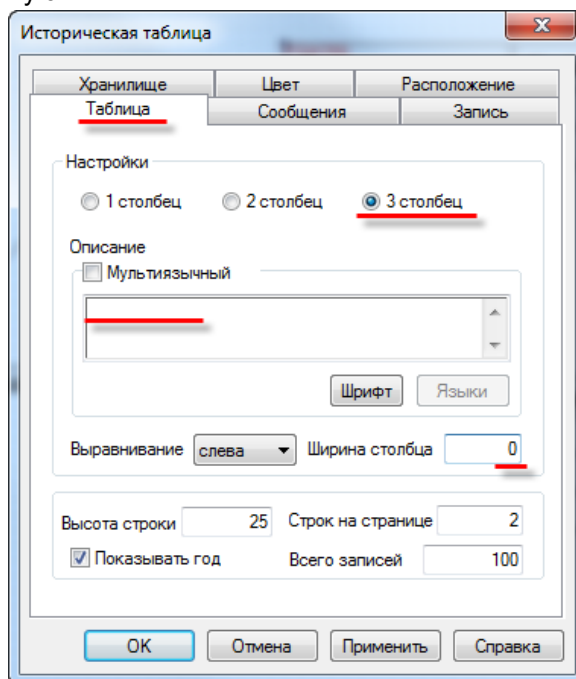 Историческая таблица
Хранилище Цвет Расположение
Таблица Сообщения Запись
Настройки
1 столбец 2 столбец 3 столбец
Описание
Мультиязычный
Шрифт Языки
Выравнивание слева Ширина столбца 0
Высота строки 25 Строк на странице 2
Показывать год Всего записей 100
OK Отмена Применить Справка